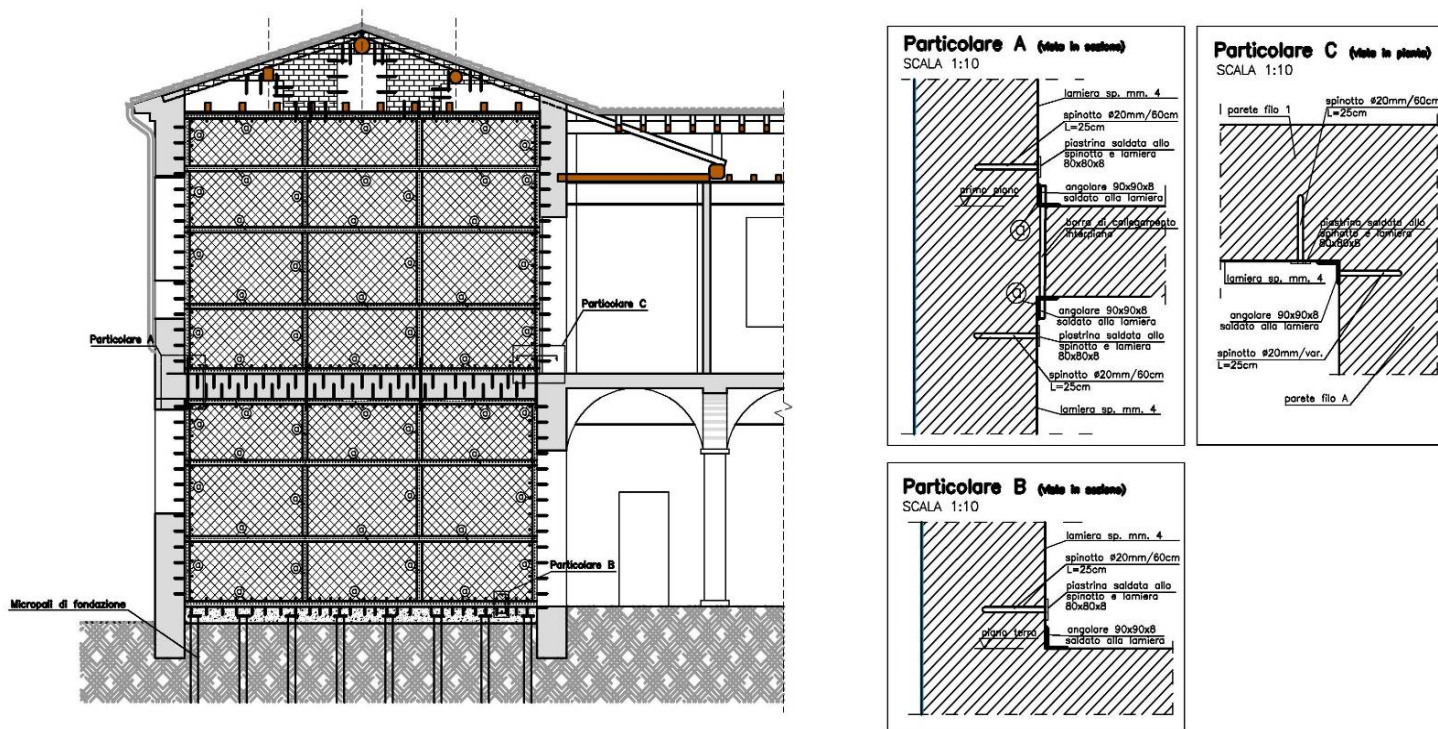 Particolare A
Particolare C
Particolare B
Micropali di fondazione
Particolare A (vista in sezione)
SCALA 1:10
lamiera sp. mm. 4
spinotto Ø20mm/60cm
L=25cm
piastrina saldata allo
spinotto e lamiera
80x80x8
primo piano
angolare 90x90x8
saldato alla lamiera
barra di collegamento
interpiano
angolare 90x90x8
saldato alla lamiera
piastrina saldata allo
spinotto e lamiera
80x80x8
spinotto Ø20mm/60cm
L=25cm
lamiera sp. mm. 4
Particolare C (vista in pianta)
SCALA 1:10
spinotto Ø20mm/60cm
L=25cm
parete filo 1
piastrina saldata allo
spinotto e lamiera
80x80x8
lamiera sp. mm. 4
angolare 90x90x8
saldato alla lamiera
spinotto Ø20mm/var.
L=25cm
parete filo A
Particolare B (vista in sezione)
SCALA 1:10
lamiera sp. mm. 4
spinotto Ø20mm/60cm
L=25cm
piastrina saldata allo
spinotto e lamiera
80x80x8
piano terra
angolare 90x90x8
saldato alla lamiera